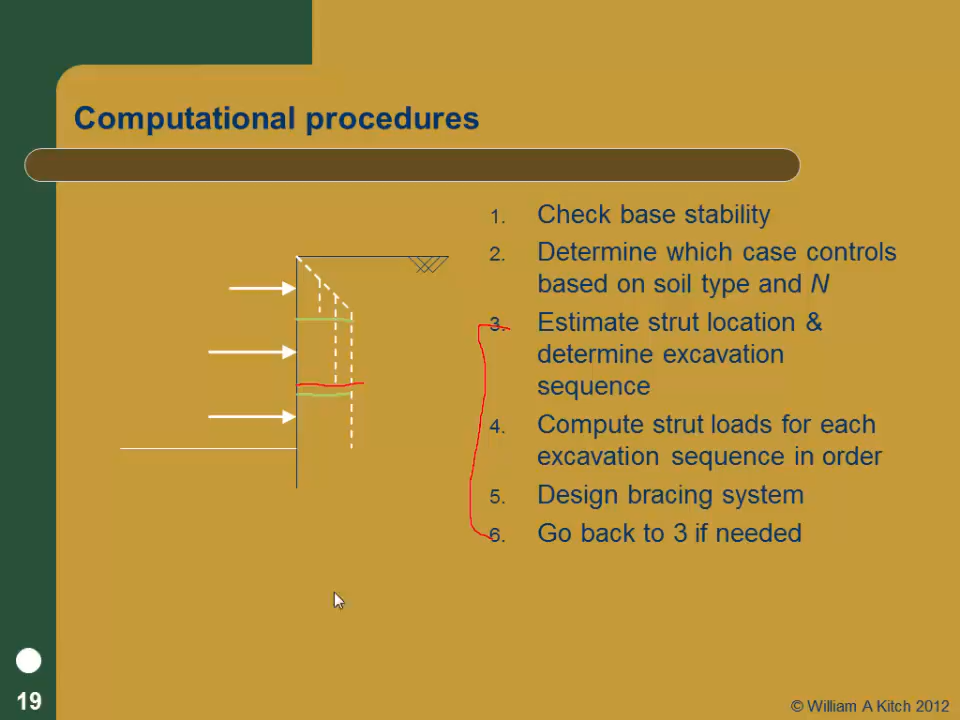 Computational procedures
1. Check base stability
2. Determine which case controls
based on soil type and N
3. Estimate strut location &
determine excavation
sequence
4. Compute strut loads for each
excavation sequence in order
5. Design bracing system
6. Go back to 3 if needed
19
© William A Kitch 2012